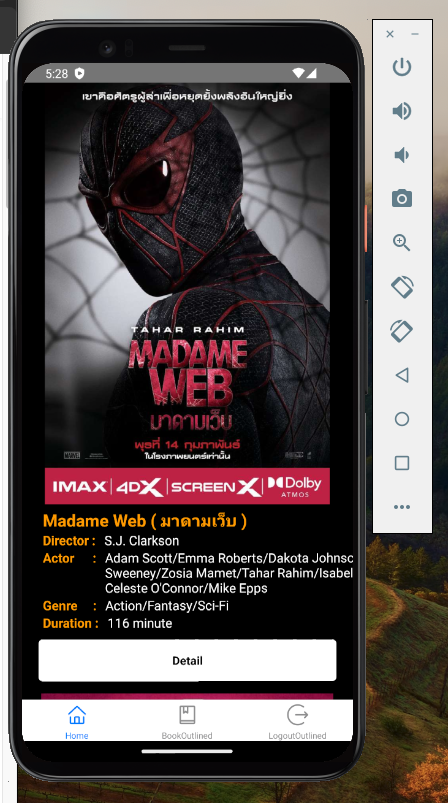 5:28
เขาคือศัตรูผู้ล่าเพื่อหยุดยั้งพลังอันใหญ่ยิ่ง
TAHAR RAHIM
MADAME
WEB
มาดามเว็บ
พุธที่ 14 กุมภาพันธ์
ในโรงภาพยนตร์เท่านั้น
IMAX | 4DX | SCREENX | Dolby
ATMOS
Madame Web ( มาดามเว็บ )
Director : S.J. Clarkson
Actor : Adam Scott/Emma Roberts/Dakota Johnso
Sweeney/Zosia Mamet/Tahar Rahim/Isabel
Celeste O'Connor/Mike Epps
Genre : Action/Fantasy/Sci-Fi
Duration : 116 minute
Detail
Home
BookOutlined
LogoutOutlined